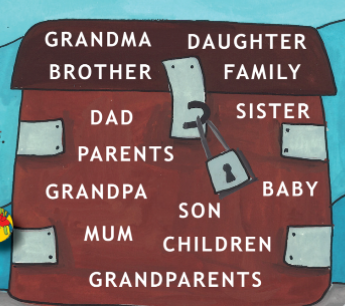 GRANDMA
DAUGHTER
BROTHER
FAMILY
DAD
SISTER
PARENTS
GRANDPA
BABY
SON
MUM
CHILDREN
GRANDPARENTS